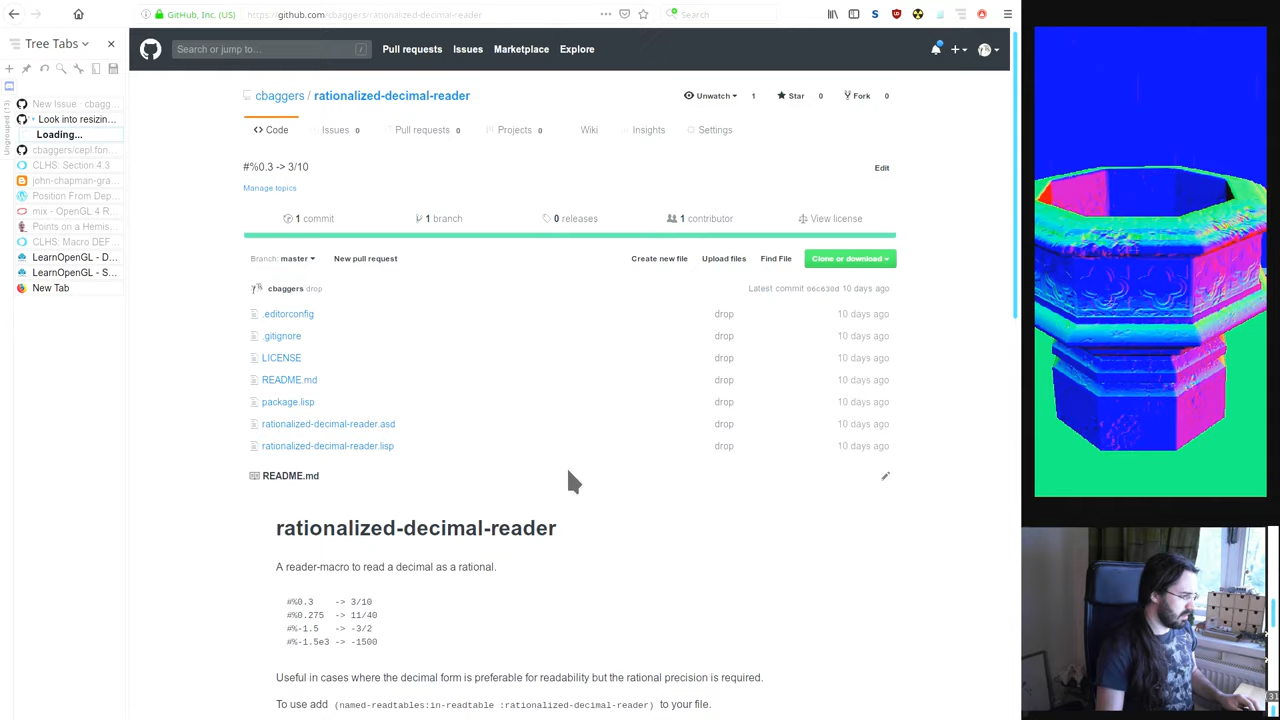 GitHub, Inc. (US)
https://github.com/cbaggers/rationalized-decimal-reader
Search
Tree Tabs
Ungrouped (13)
New Issue · cbagg...
Look into resizin...
Loading...
cbaggers/cepl.fon...
CLHS: Section 4.3
john-chapman-gra...
Position From Dep...
mix - OpenGL 4 R...
Points on a Hemis...
CLHS: Macro DEF...
LearnOpenGL - D...
LearnOpenGL - S...
New Tab
Search or jump to...
/
Pull requests
Issues
Marketplace
Explore
cbaggers / rationalized-decimal-reader
Unwatch
1
Star
0
Fork
0
Code
Issues 0
Pull requests 0
Projects 0
Wiki
Insights
Settings
#%0.3 -> 3/10
Edit
Manage topics
1 commit
1 branch
0 releases
1 contributor
View license
Branch: master
New pull request
Create new file
Upload files
Find File
Clone or download
cbaggers drop
Latest commit 06c630d 10 days ago
.editorconfig drop 10 days ago
.gitignore drop 10 days ago
LICENSE drop 10 days ago
README.md drop 10 days ago
package.lisp drop 10 days ago
rationalized-decimal-reader.asd drop 10 days ago
rationalized-decimal-reader.lisp drop 10 days ago
README.md
rationalized-decimal-reader
A reader-macro to read a decimal as a rational.
#%0.3 -> 3/10
#%0.275 -> 11/40
#%-1.5 -> -3/2
#%-1.5e3 -> -1500
Useful in cases where the decimal form is preferable for readability but the rational precision is required.
To use add (named-readtables:in-readtable :rationalized-decimal-reader) to your file.
31